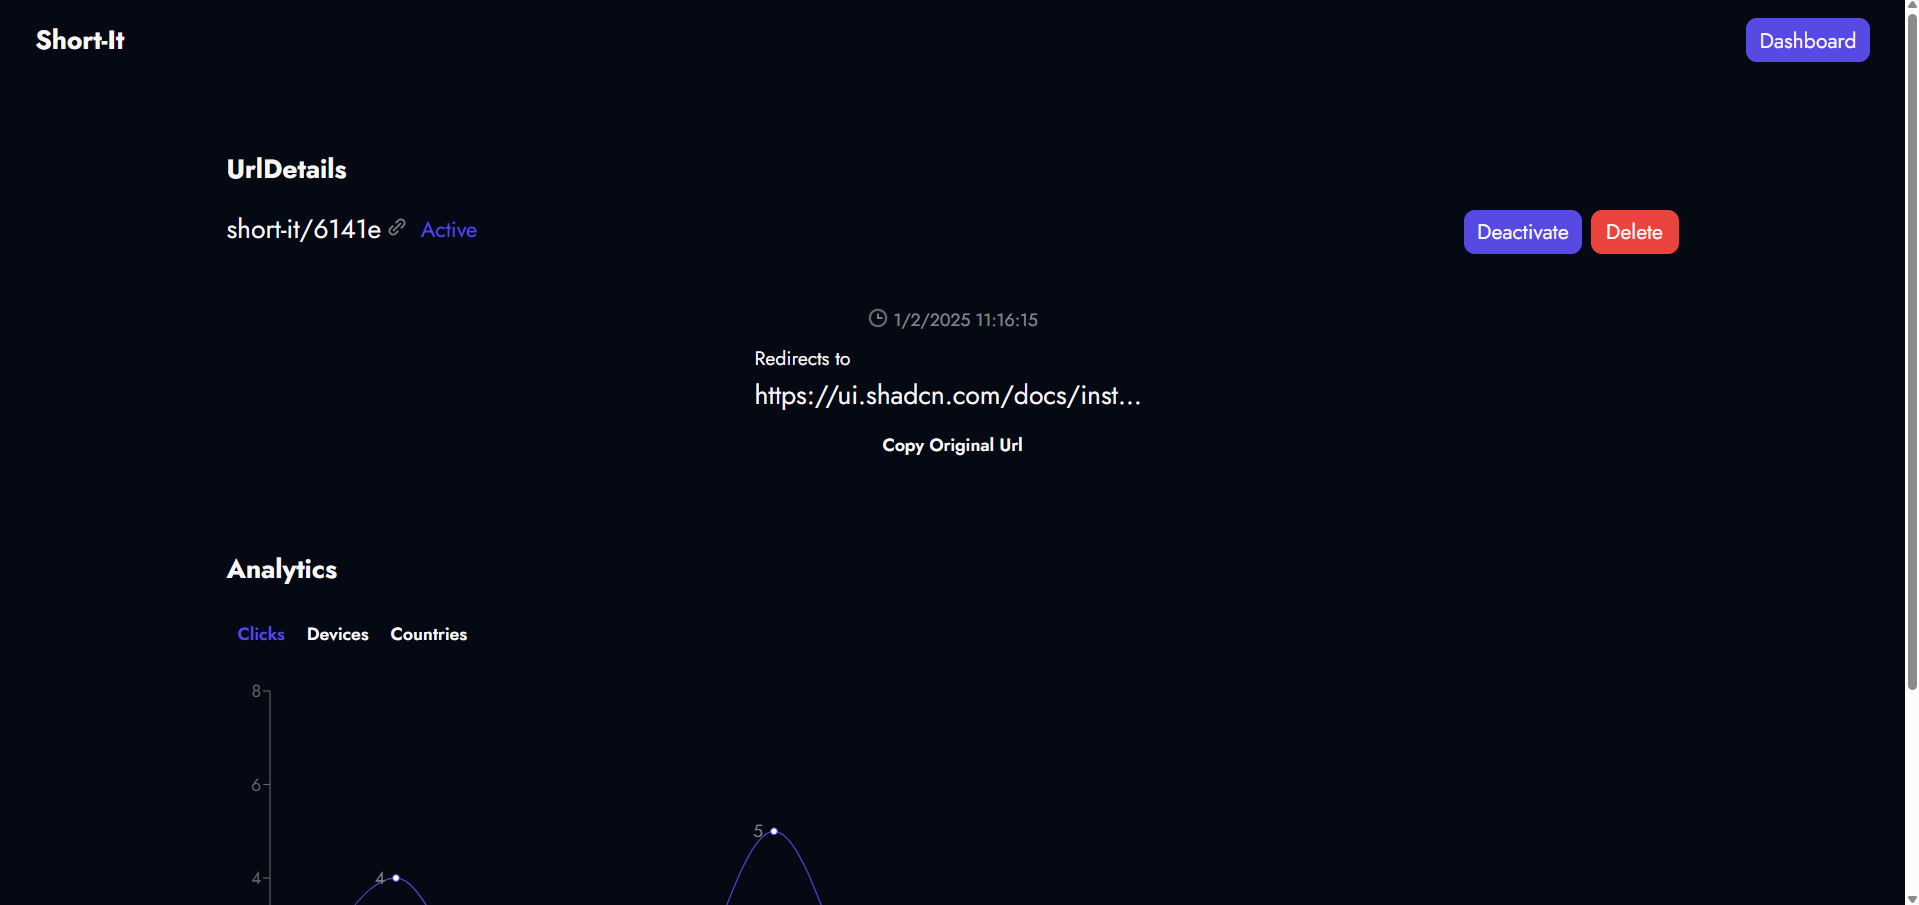 Short-It
Dashboard
UrlDetails
short-it/6141e Active
Deactivate Delete
1/2/2025 11:16:15
Redirects to
https://ui.shadcn.com/docs/inst...
Copy Original Url
Analytics
Clicks Devices Countries
8
6
5
4 4